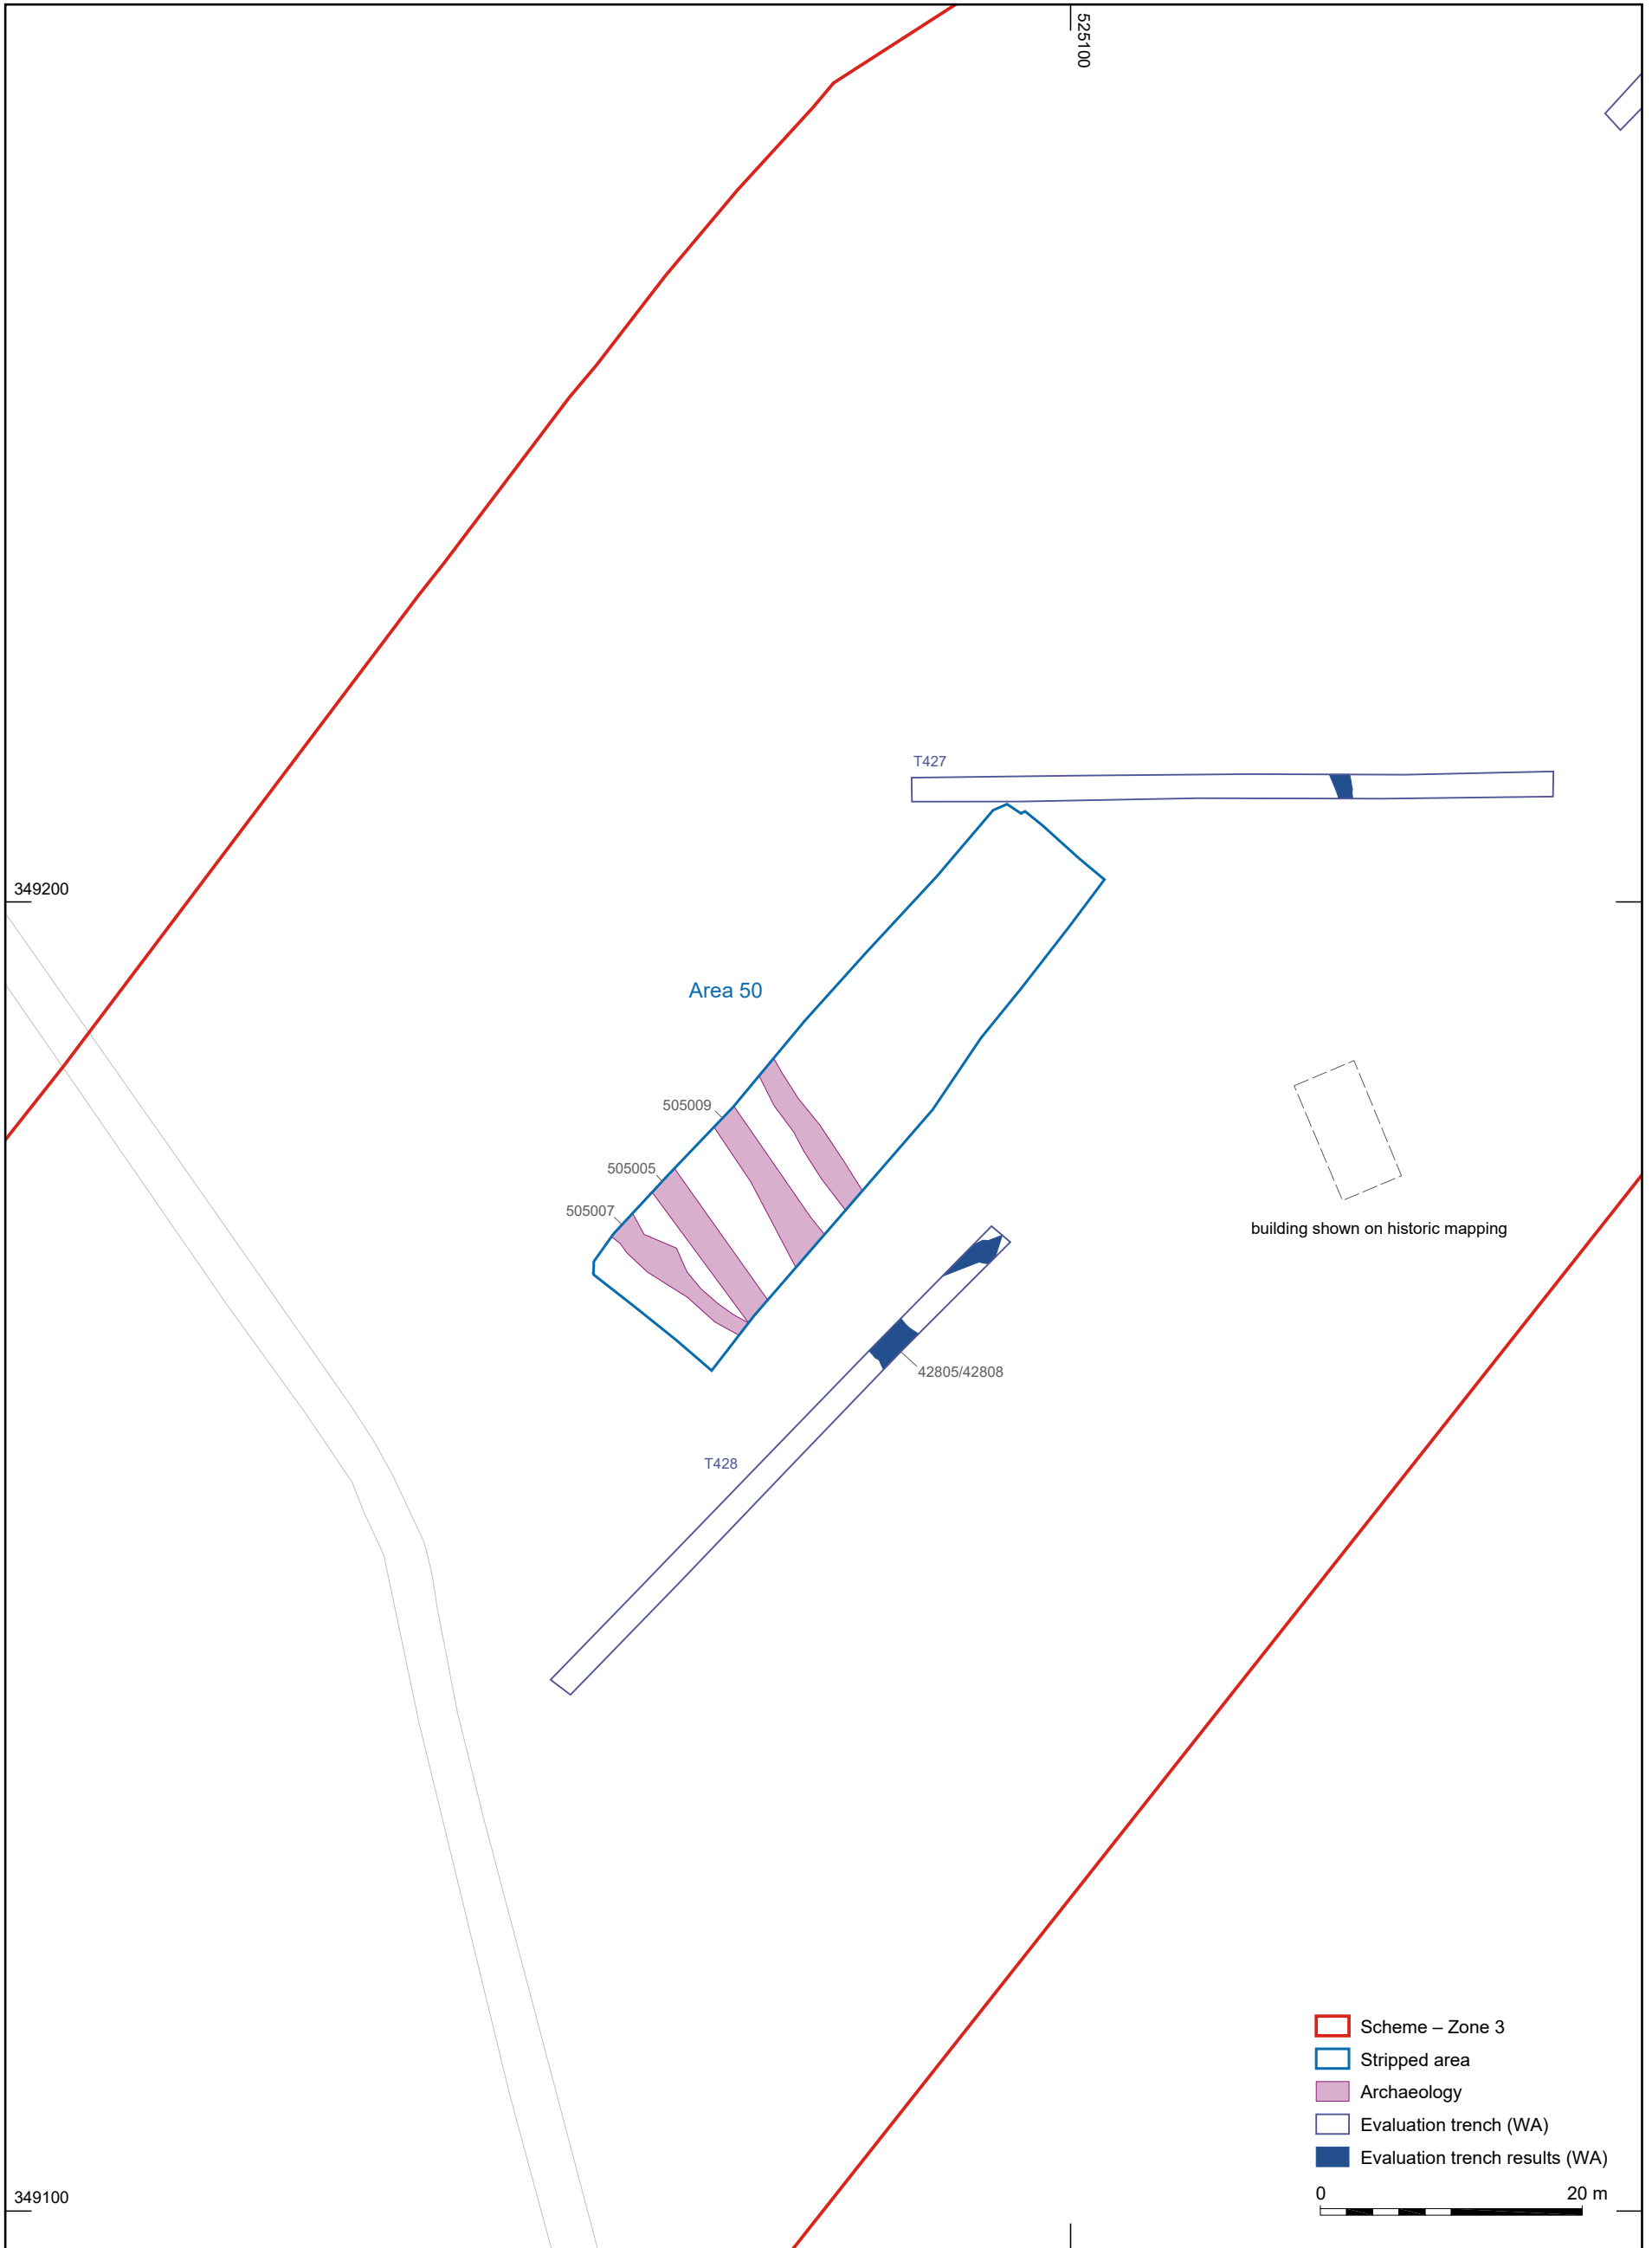 525100
T427
349200
Area 50
505009
505005
505007
building shown on historic mapping
42805/42808
T428
Scheme – Zone 3
Stripped area
Archaeology
Evaluation trench (WA)
Evaluation trench results (WA)
0 20 m
349100